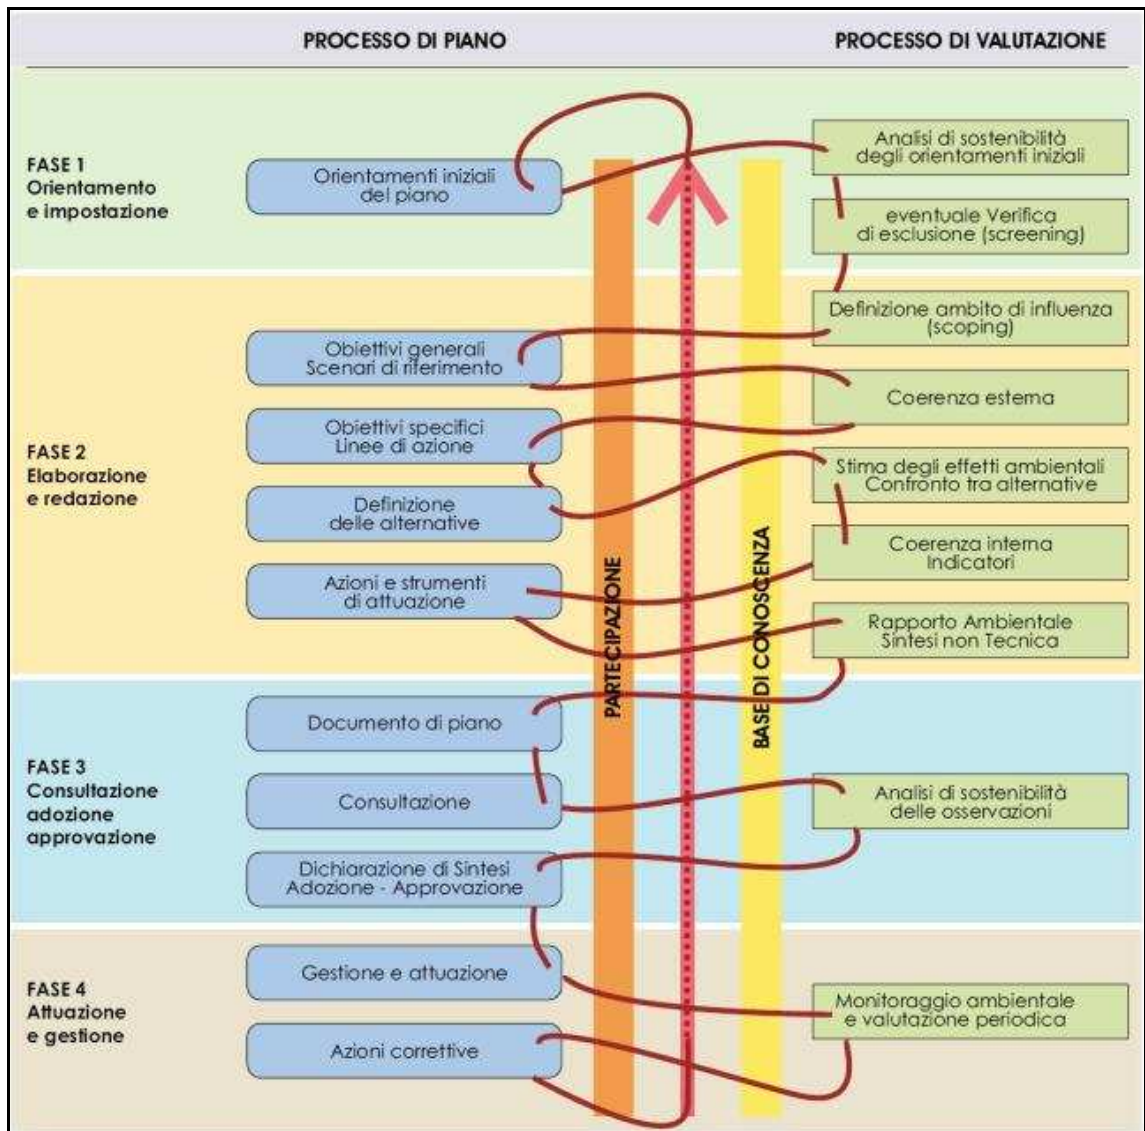 PROCESSO DI PIANO
PROCESSO DI VALUTAZIONE
FASE 1
Orientamento
e impostazione
Orientamenti iniziali
del piano
Analisi di sostenibilità
degli orientamenti iniziali
eventuale Verifica
di esclusione (screening)
FASE 2
Elaborazione
e redazione
Obiettivi generali
Scenari di riferimento
Obiettivi specifici
Linee di azione
Definizione
delle alternative
Azioni e strumenti
di attuazione
Definizione ambito di influenza
(scoping)
Coerenza esterna
Stima degli effetti ambientali
Confronto tra alternative
Coerenza interna
Indicatori
Rapporto Ambientale
Sintesi non Tecnica
PARTECIPAZIONE
BASE DI CONOSCENZA
FASE 3
Consultazione
adozione
approvazione
Documento di piano
Consultazione
Dichiarazione di Sintesi
Adozione - Approvazione
Analisi di sostenibilità
delle osservazioni
FASE 4
Attuazione
e gestione
Gestione e attuazione
Azioni correttive
Monitoraggio ambientale
e valutazione periodica